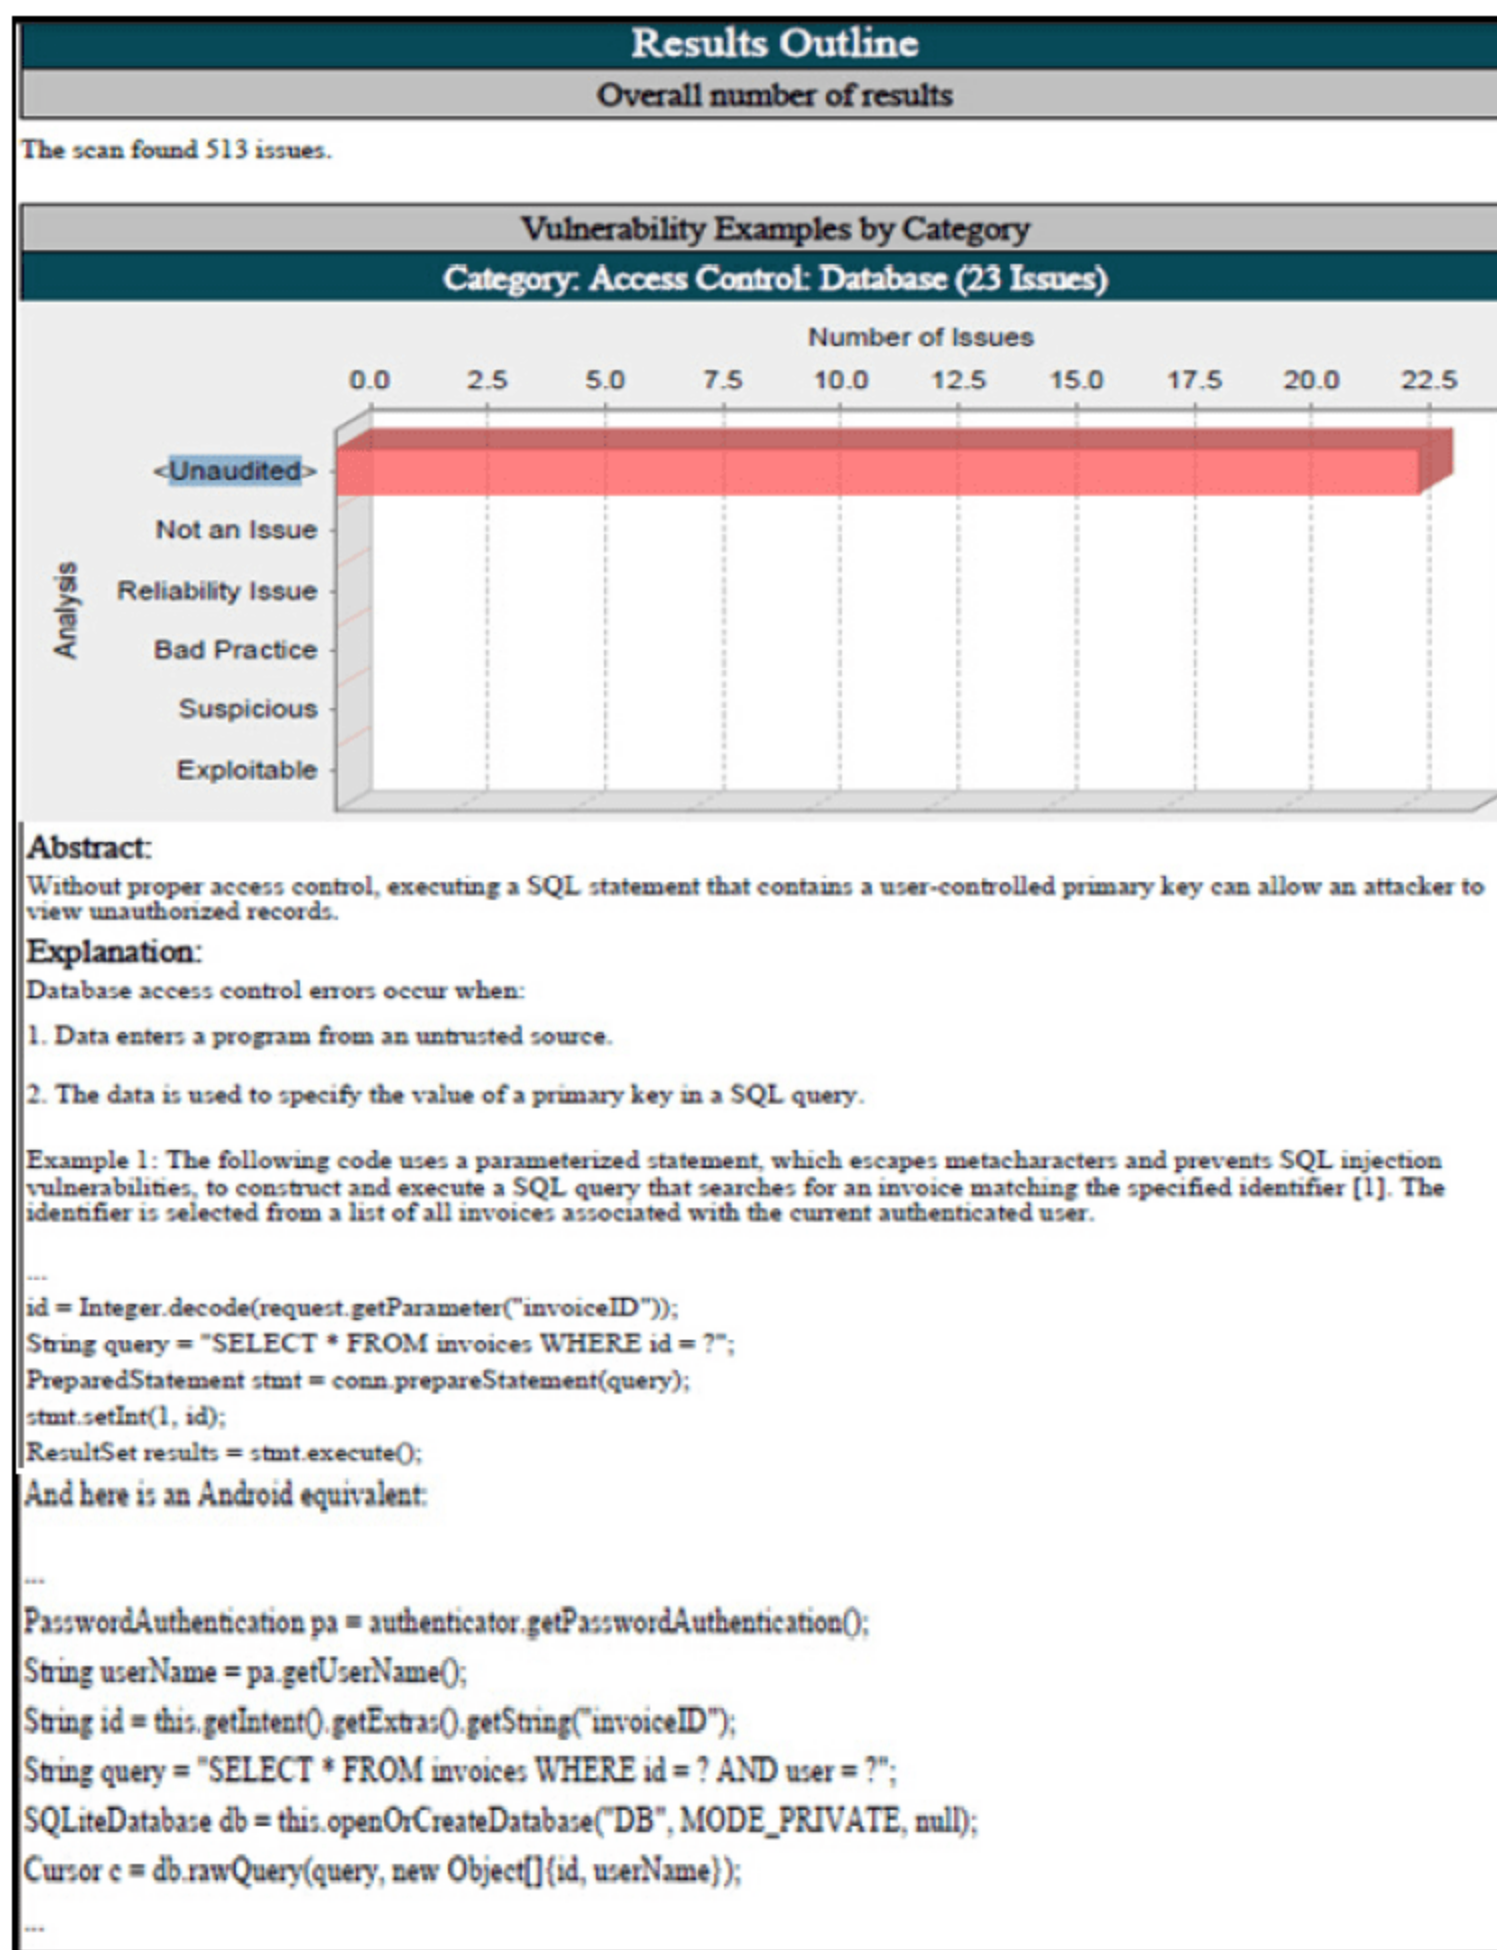 Results Outline
Overall number of results
The scan found 513 issues.
Vulnerability Examples by Category
Category: Access Control: Database (23 Issues)
Number of Issues
0.0 2.5 5.0 7.5 10.0 12.5 15.0 17.5 20.0 22.5
Analysis
<Unaudited>
Not an Issue
Reliability Issue
Bad Practice
Suspicious
Exploitable
Abstract:
Without proper access control, executing a SQL statement that contains a user-controlled primary key can allow an attacker to
view unauthorized records.
Explanation:
Database access control errors occur when:
1. Data enters a program from an untrusted source.
2. The data is used to specify the value of a primary key in a SQL query.
Example 1: The following code uses a parameterized statement, which escapes metacharacters and prevents SQL injection
vulnerabilities, to construct and execute a SQL query that searches for an invoice matching the specified identifier [1]. The
identifier is selected from a list of all invoices associated with the current authenticated user.
...
id = Integer.decode(request.getParameter("invoiceID"));
String query = "SELECT * FROM invoices WHERE id = ?";
PreparedStatement stmt = conn.prepareStatement(query);
stmt.setInt(1, id);
ResultSet results = stmt.execute();
And here is an Android equivalent:
...
PasswordAuthentication pa = authenticator.getPasswordAuthentication();
String userName = pa.getUserName();
String id = this.getIntent().getExtras().getString("invoiceID");
String query = "SELECT * FROM invoices WHERE id = ? AND user = ?";
SQLiteDatabase db = this.openOrCreateDatabase("DB", MODE_PRIVATE, null);
Cursor c = db.rawQuery(query, new Object[]{id, userName});
...